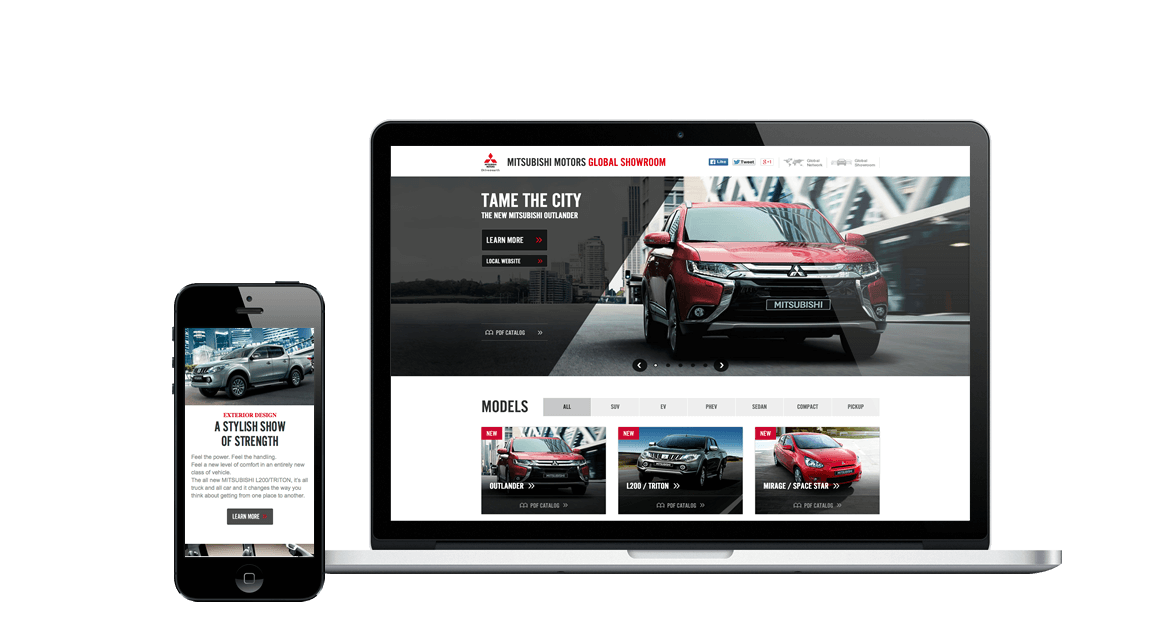 MITSUBISHI MOTORS GLOBAL SHOWROOM
Like
Tweet
+1
Global
Network
Global
Showroom
TAME THE CITY
THE NEW MITSUBISHI OUTLANDER
LEARN MORE
LOCAL WEBSITE
PDF CATALOG
MITSUBISHI
MODELS
ALL
SUV
EV
PHEV
SEDAN
COMPACT
PICKUP
NEW
OUTLANDER
PDF CATALOG
NEW
L200 / TRITON
PDF CATALOG
NEW
MIRAGE / SPACE STAR
PDF CATALOG
EXTERIOR DESIGN
A STYLISH SHOW
OF STRENGTH
Feel the power. Feel the handling.
Feel a new level of comfort in an entirely new
class of vehicle.
The all new MITSUBISHI L200/TRITON, it's all
truck and all car and it changes the way you
think about getting from one place to another.
LEARN MORE